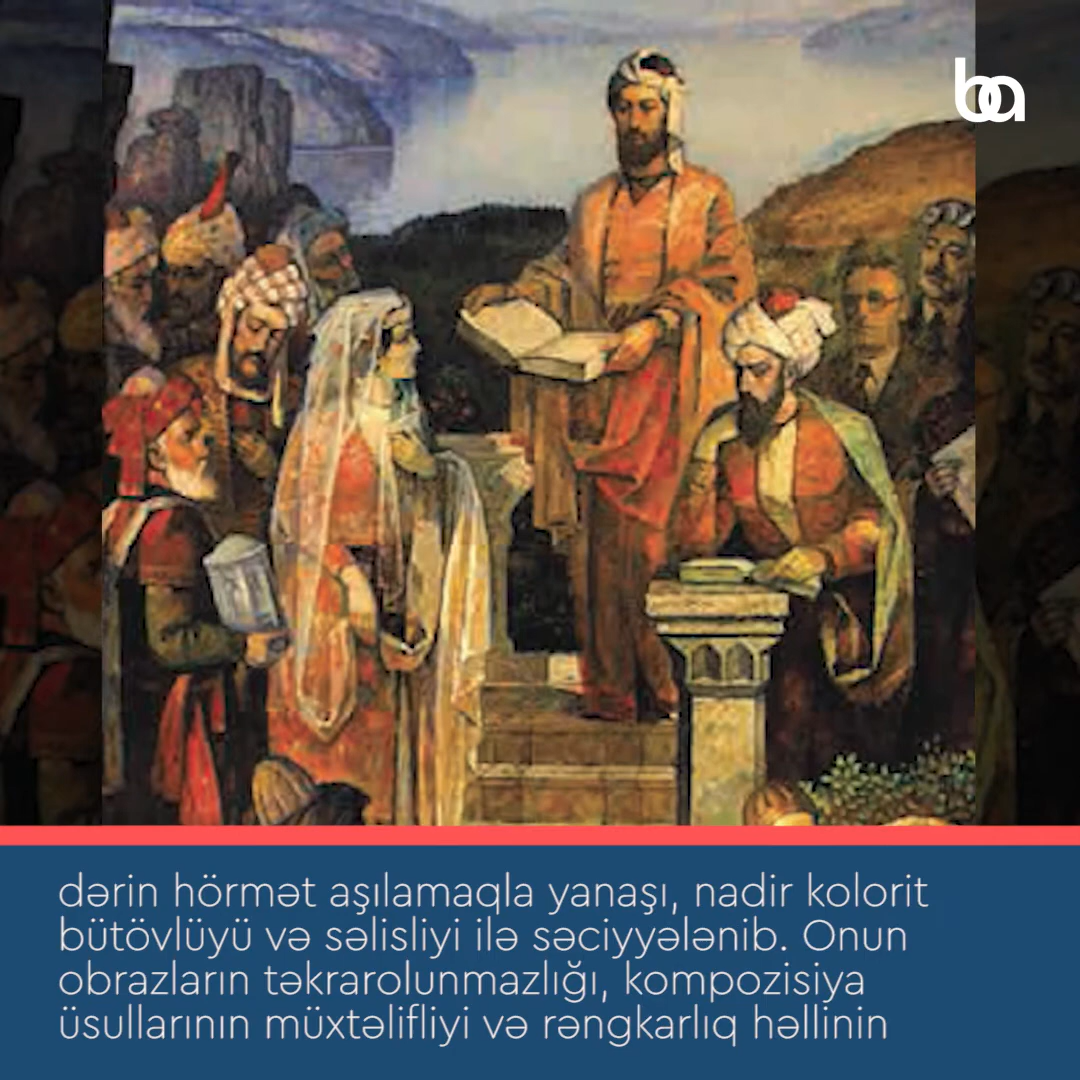 ba
dərin hörmət aşılamaqla yanaşı, nadir kolorit
bütövlüyü və səlisliyi ilə səciyyələnib. Onun
obrazların təkrarolunmazlığı, kompozisiya
üsullarının müxtəlifliyi və rəngkarlıq həllinin